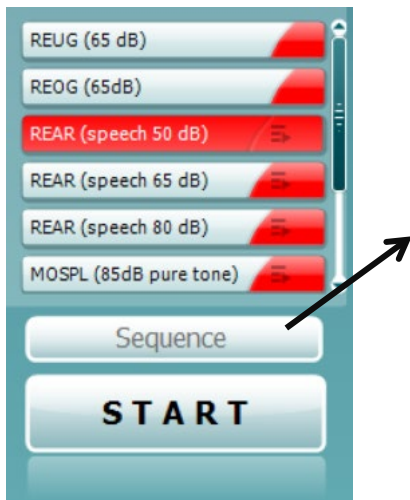 REUG (65 dB)
REOG (65dB)
REAR (speech 50 dB)
REAR (speech 65 dB)
REAR (speech 80 dB)
MOSPL (85dB pure tone)
Sequence
START